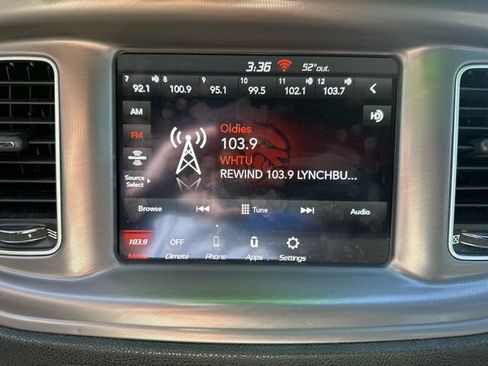 3:36 52°out.
7 8 9 10 11 12
92.1 100.9 95.1 99.5 102.1 103.7
AM
FM
Source
Select
Oldies
103.9
WHTU
REWIND 103.9 LYNCHBU...
Browse Tune Audio
103.9 OFF
Media Climate Phone Apps Settings